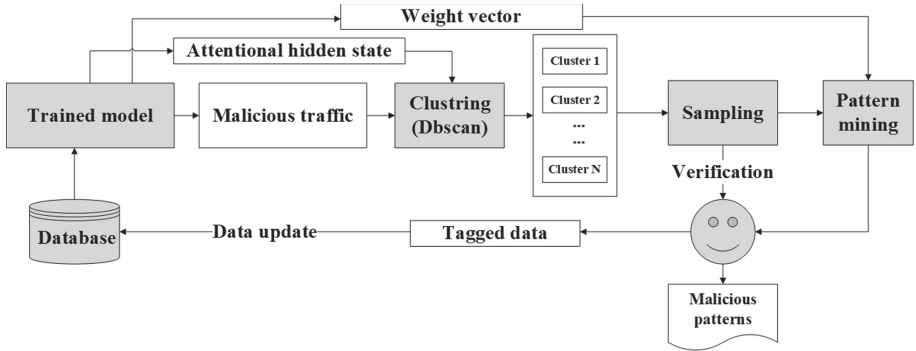 Weight vector
Attentional hidden state
Trained model
Malicious traffic
Clustring
(Dbscan)
Cluster 1
Cluster 2
...
...
Cluster N
Sampling
Pattern
mining
Verification
Database
Data update
Tagged data
Malicious
patterns